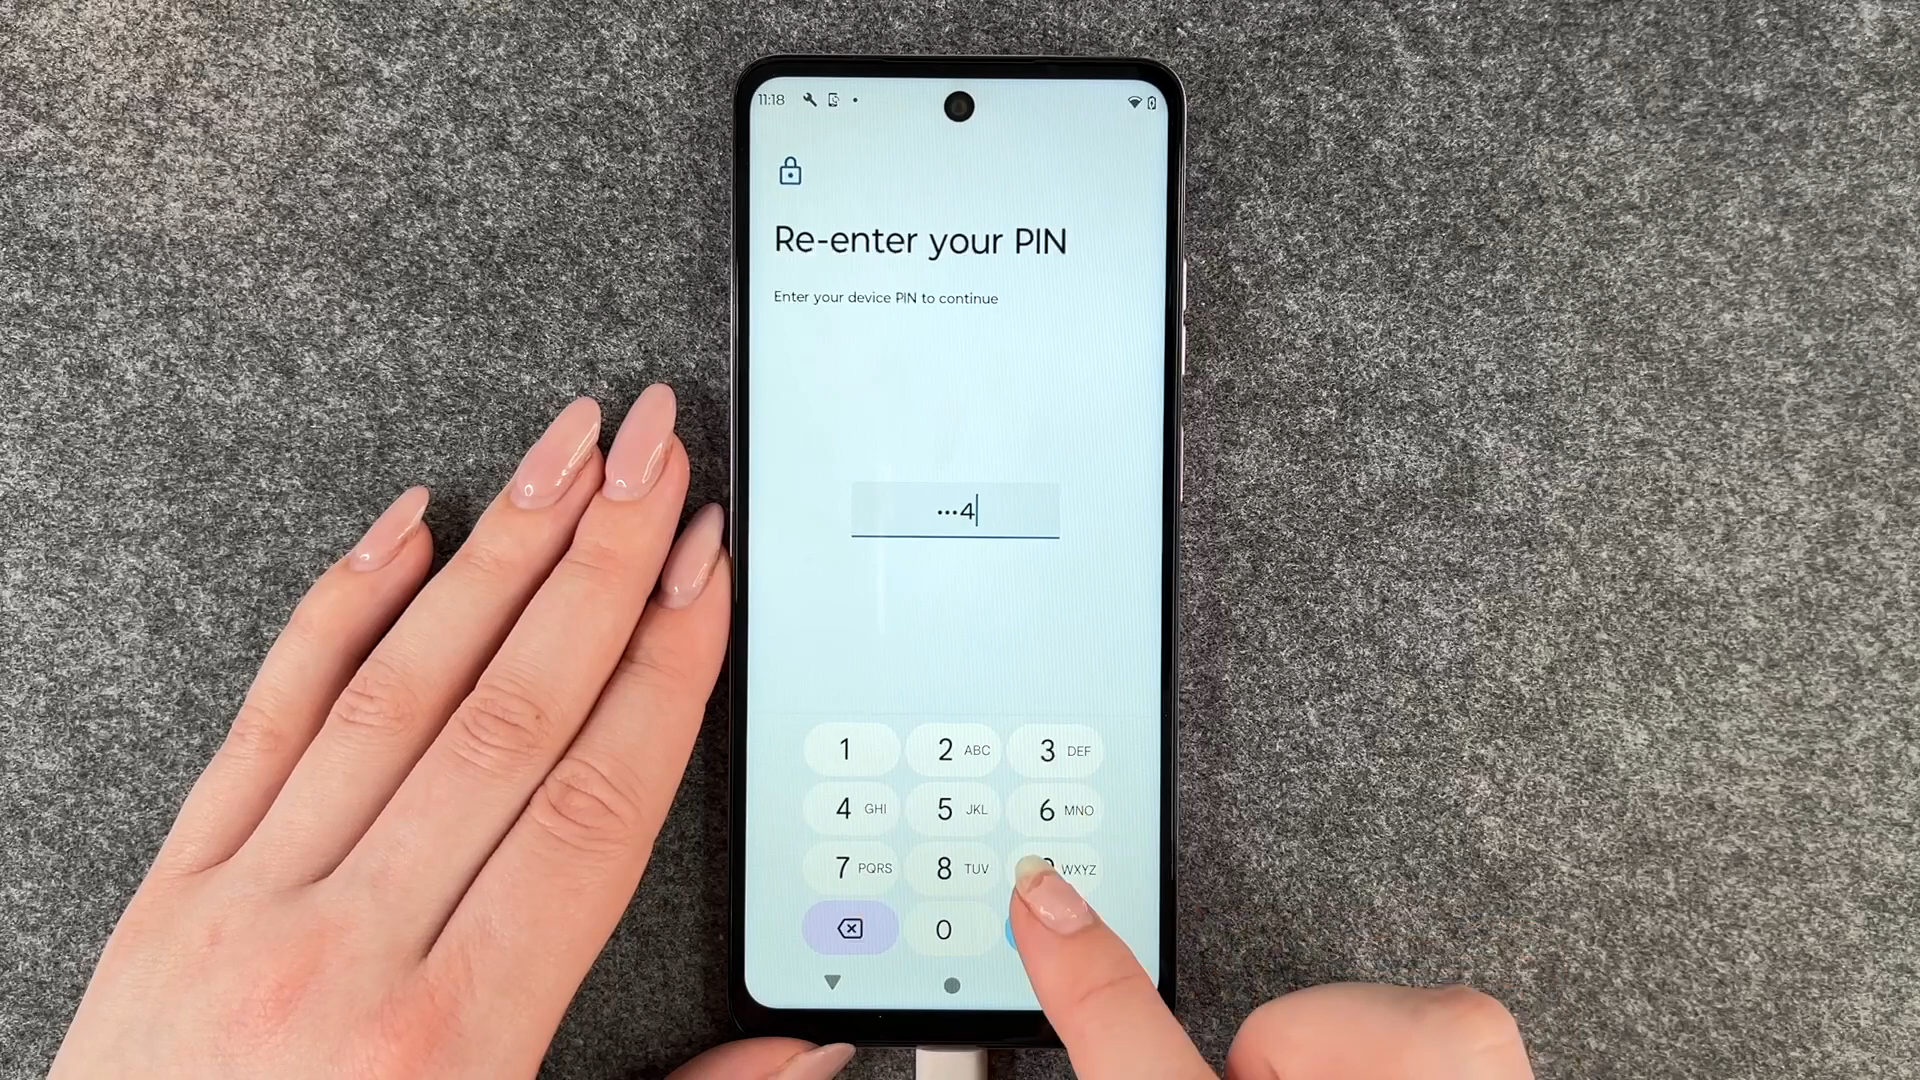 11:18
Re-enter your PIN
Enter your device PIN to continue
•••4
1 2 ABC 3 DEF
4 GHI 5 JKL 6 MNO
7 PQRS 8 TUV WXYZ
0